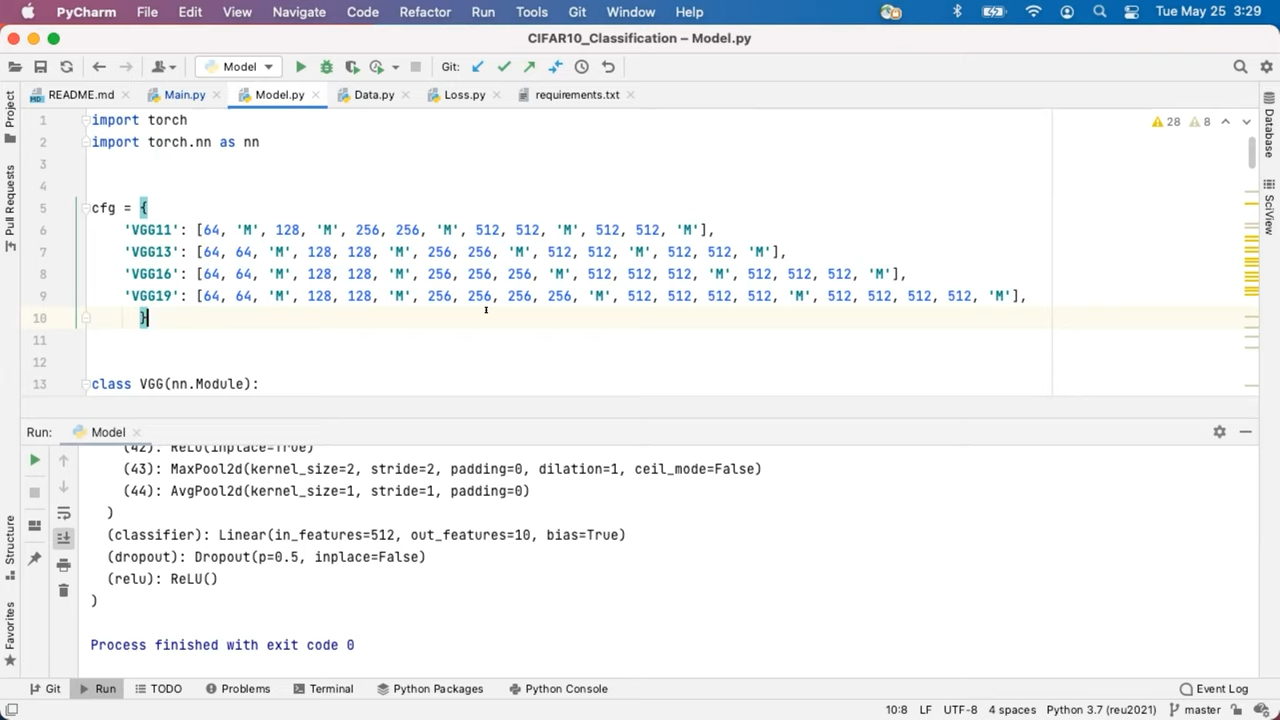 PyCharm File Edit View Navigate Code Refactor Run Tools Git Window Help Tue May 25 3:29
CIFAR10_Classification – Model.py
Model Git:
README.md Main.py Model.py Data.py Loss.py requirements.txt
Project
Pull Requests
Structure
Favorites
Database
SciView
28 8
1 import torch
2 import torch.nn as nn
3
4
5 cfg = {
6 'VGG11': [64, 'M', 128, 'M', 256, 256, 'M', 512, 512, 'M', 512, 512, 'M'],
7 'VGG13': [64, 64, 'M', 128, 128, 'M', 256, 256, 'M', 512, 512, 'M', 512, 512, 'M'],
8 'VGG16': [64, 64, 'M', 128, 128, 'M', 256, 256, 256, 'M', 512, 512, 512, 'M', 512, 512, 512, 'M'],
9 'VGG19': [64, 64, 'M', 128, 128, 'M', 256, 256, 256, 256, 'M', 512, 512, 512, 512, 'M', 512, 512, 512, 512, 'M'],
10 }
11
12
13 class VGG(nn.Module):
Run: Model
(42): ReLU(inplace=True)
(43): MaxPool2d(kernel_size=2, stride=2, padding=0, dilation=1, ceil_mode=False)
(44): AvgPool2d(kernel_size=1, stride=1, padding=0)
)
(classifier): Linear(in_features=512, out_features=10, bias=True)
(dropout): Dropout(p=0.5, inplace=False)
(relu): ReLU()
)
Process finished with exit code 0
Git Run TODO Problems Terminal Python Packages Python Console Event Log
10:8 LF UTF-8 4 spaces Python 3.7 (reu2021) master